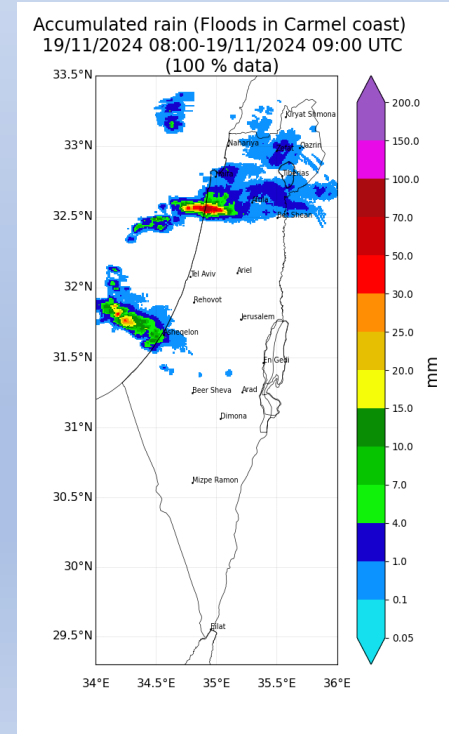 Accumulated rain (Floods in Carmel coast)
19/11/2024 08:00-19/11/2024 09:00 UTC
(100 % data)
33.5°N
33°N
32.5°N
32°N
31.5°N
31°N
30.5°N
30°N
29.5°N
34°E
34.5°E
35°E
35.5°E
36°E
Kiryat Shmona
Nahariya
Qazrin
Tiberias
Bet Shean
Tel Aviv
Ariel
Rehovot
Jerusalem
Ashqelon
En Gedi
Beer Sheva
Arad
Dimona
Mizpe Ramon
Eilat
200.0
150.0
100.0
70.0
50.0
30.0
25.0
20.0
15.0
10.0
7.0
4.0
1.0
0.1
0.05
mm